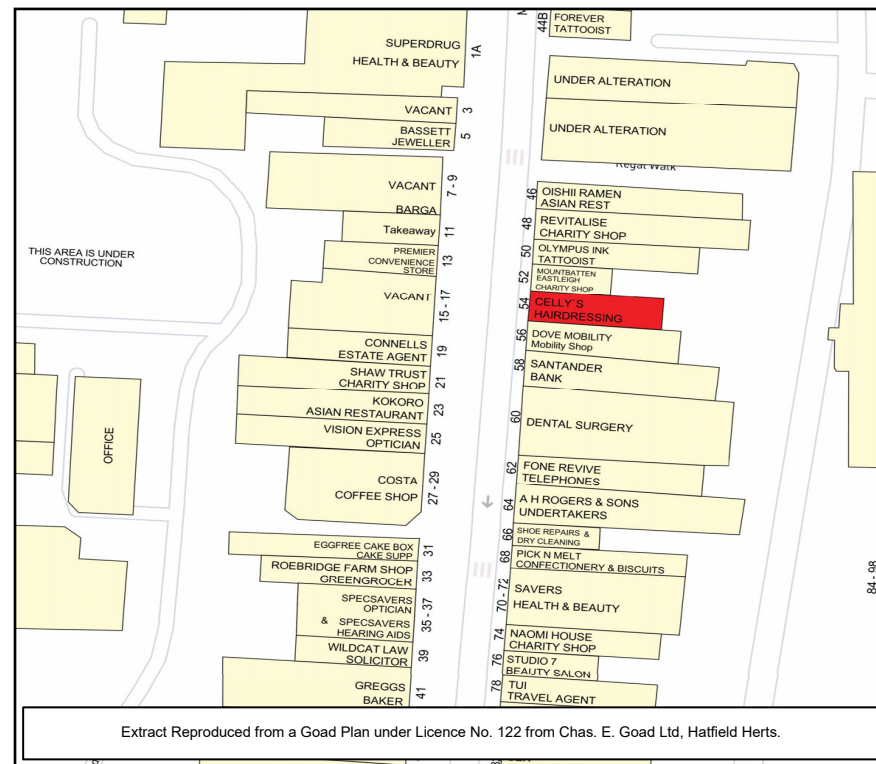 44B
FOREVER
TATTOOIST
SUPERDRUG
HEALTH & BEAUTY
1A
UNDER ALTERATION
VACANT
3
BASSETT
JEWELLER
5
UNDER ALTERATION
Regal Walk
VACANT
7 - 9
BARGA
Takeaway
11
PREMIER
CONVENIENCE
STORE
13
VACANT
15 - 17
CONNELLS
ESTATE AGENT
19
SHAW TRUST
CHARITY SHOP
21
KOKORO
ASIAN RESTAURANT
23
VISION EXPRESS
OPTICIAN
25
COSTA
COFFEE SHOP
27 - 29
EGGFREE CAKE BOX
CAKE SUPP
31
ROEBRIDGE FARM SHOP
GREENGROCER
33
SPECSAVERS
OPTICIAN
& SPECSAVERS
HEARING AIDS
35 - 37
WILDCAT LAW
SOLICITOR
39
GREGGS
BAKER
41
46
OISHII RAMEN
ASIAN REST
48
REVITALISE
CHARITY SHOP
50
OLYMPUS INK
TATTOOIST
52
MOUNTBATTEN
EASTLEIGH
CHARITY SHOP
54
CELLY`S
HAIRDRESSING
56
DOVE MOBILITY
Mobility Shop
58
SANTANDER
BANK
60
DENTAL SURGERY
62
FONE REVIVE
TELEPHONES
64
A H ROGERS & SONS
UNDERTAKERS
66
SHOE REPAIRS &
DRY CLEANING
68
PICK N MELT
CONFECTIONERY & BISCUITS
70 - 72
SAVERS
HEALTH & BEAUTY
74
NAOMI HOUSE
CHARITY SHOP
76
STUDIO 7
BEAUTY SALON
78
TUI
TRAVEL AGENT
84 - 98
THIS AREA IS UNDER
CONSTRUCTION
OFFICE
Extract Reproduced from a Goad Plan under Licence No. 122 from Chas. E. Goad Ltd, Hatfield Herts.